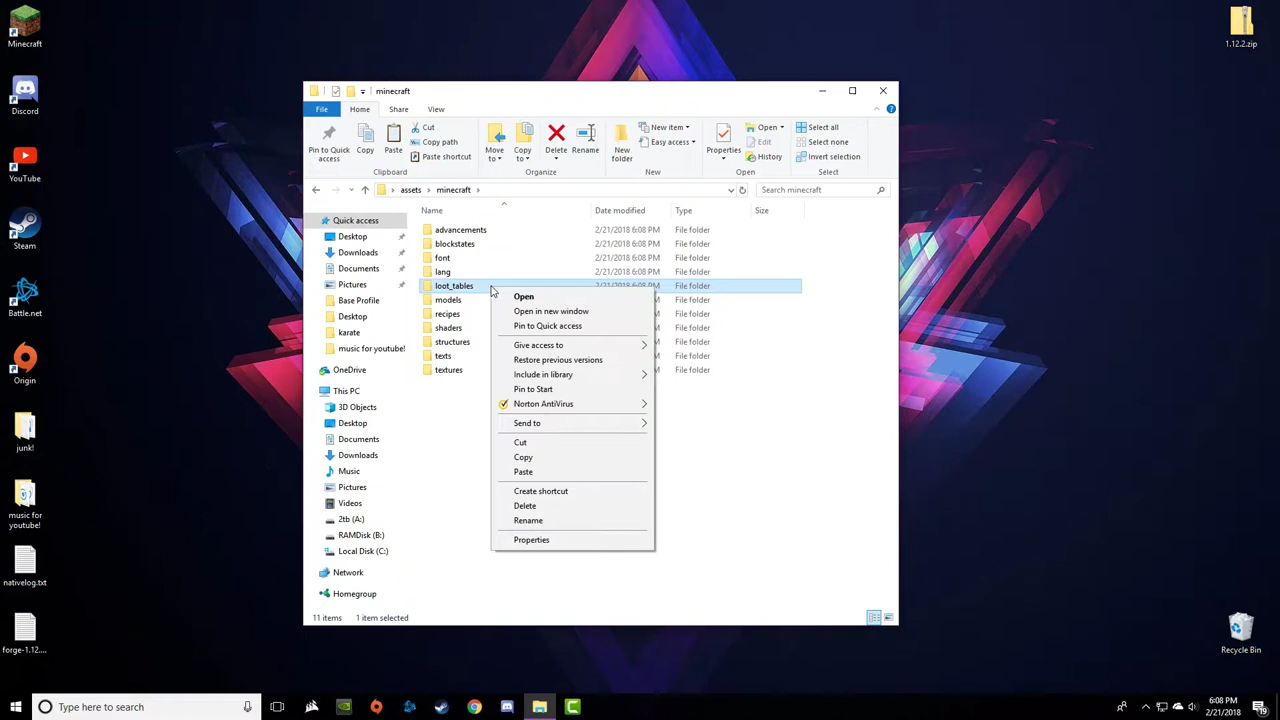 Minecraft
Discord
YouTube
Steam
Battle.net
Origin
junk!
music for
youtube!
nativelog.txt
forge-1.12....
1.12.2.zip
Recycle Bin
minecraft
File
Home
Share
View
Pin to Quick
access
Copy
Paste
Cut
Copy path
Paste shortcut
Clipboard
Move
to
Copy
to
Delete
Rename
Organize
New
folder
New item
Easy access
New
Properties
Open
Edit
History
Open
Select all
Select none
Invert selection
Select
assets
minecraft
Search minecraft
Name
Date modified
Type
Size
Quick access
Desktop
Downloads
Documents
Pictures
Base Profile
Desktop
karate
music for youtube!
OneDrive
This PC
3D Objects
Desktop
Documents
Downloads
Music
Pictures
Videos
2tb (A:)
RAMDisk (B:)
Local Disk (C:)
Network
Homegroup
advancements 2/21/2018 6:08 PM File folder
blockstates 2/21/2018 6:08 PM File folder
font 2/21/2018 6:08 PM File folder
lang 2/21/2018 6:08 PM File folder
loot_tables 2/21/2018 6:08 PM File folder
models M File folder
recipes M File folder
shaders M File folder
structures M File folder
texts M File folder
textures M File folder
Open
Open in new window
Pin to Quick access
Give access to
Restore previous versions
Include in library
Pin to Start
Norton AntiVirus
Send to
Cut
Copy
Paste
Create shortcut
Delete
Rename
Properties
11 items
1 item selected
Type here to search
6:08 PM
2/21/2018
19